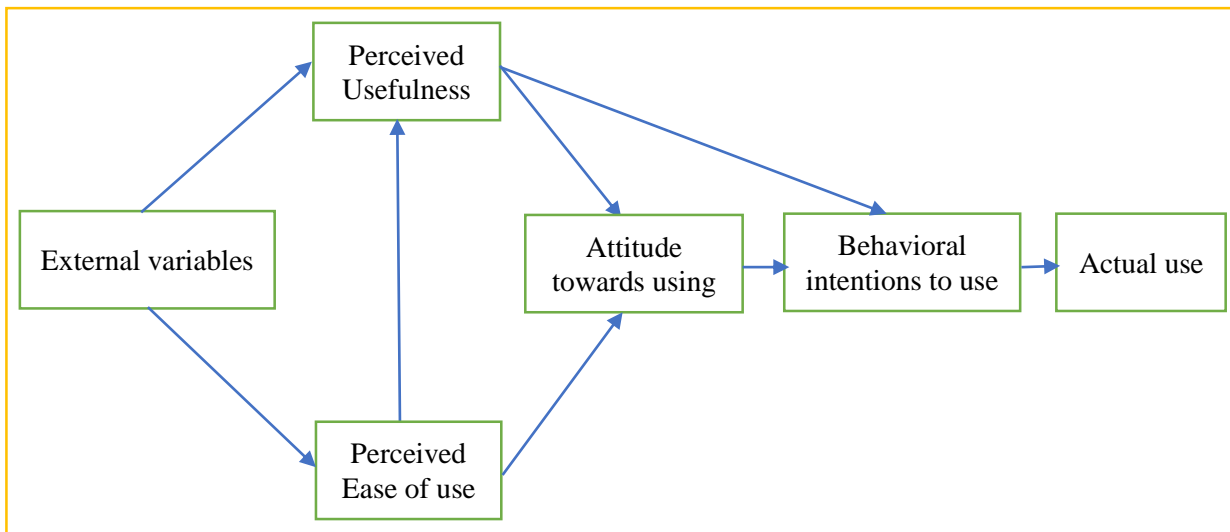 Perceived
Usefulness
External variables
Attitude
towards using
Behavioral
intentions to use
Actual use
Perceived
Ease of use